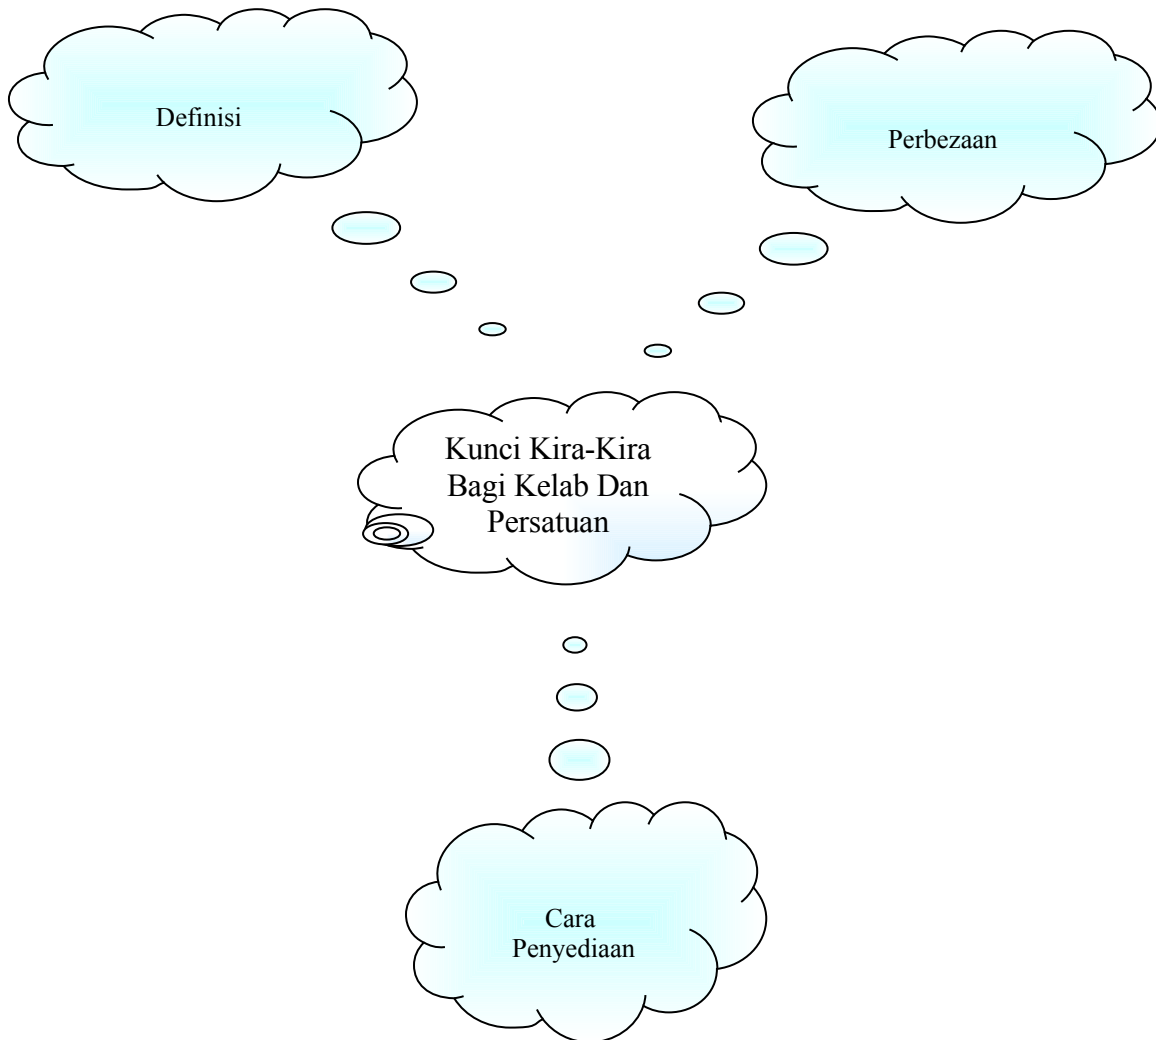 Definisi
Perbezaan
Kunci Kira-Kira
Bagi Kelab Dan
Persatuan
Cara
Penyediaan